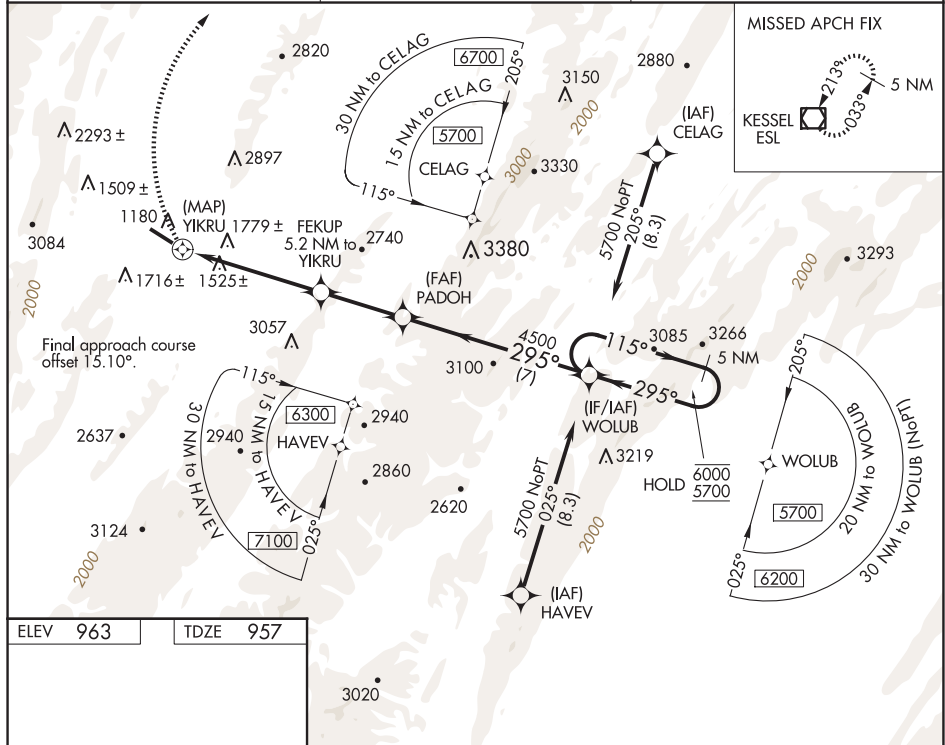 MISSED APCH FIX
213°
033°
5 NM
KESSEL
ESL
2820
30 NM to CELAG
6700
205°
15 NM to CELAG
5700
CELAG
115°
3150
2000
2880
(IAF)
CELAG
2293 ±
2897
3000
3330
1509 ±
(MAP)
YIKRU
1180
1779 ±
3084
FEKUP
5.2 NM to
YIKRU
2740
3380
5700 NoPT
205°
(8.3)
3293
2000
1716 ±
1525 ±
2000
(FAF)
PADOH
3057
Final approach course
offset 15.10°.
4500
295°
(7)
3100
115°
3085
3266
5 NM
295°
(IF/IAF)
WOLUB
205°
115°
6300
15 NM to HAVEV
30 NM to HAVEV
HAVEV
2940
2940
2637
2860
2620
3219
HOLD
6000
5700
WOLUB
5700
20 NM to WOLUB
30 NM to WOLUB (NoPT)
025°
6200
3124
7100
025°
2000
5700 NoPT
025°
(8.3)
2000
(IAF)
HAVEV
ELEV 963
TDZE 957
3020